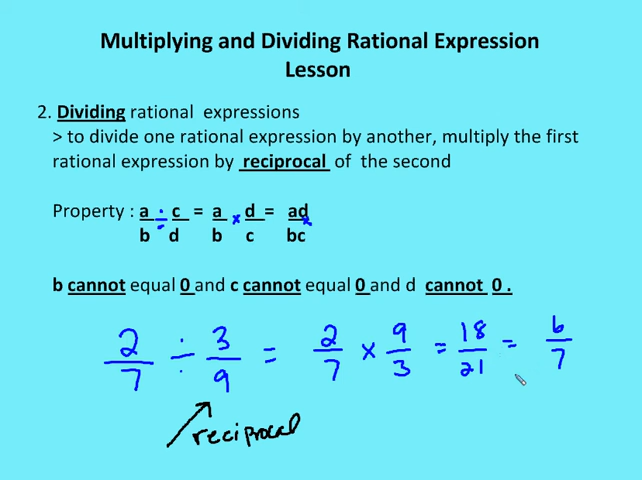 Multiplying and Dividing Rational Expression
Lesson
2. Dividing rational expressions
> to divide one rational expression by another, multiply the first
rational expression by reciprocal of the second
Property : a ÷ c = a × d = ad
b d b c bc
b cannot equal 0 and c cannot equal 0 and d cannot 0 .
2/7 ÷ 3/9 = 2/7 × 9/3 = 18/21 = 6/7
reciprocal